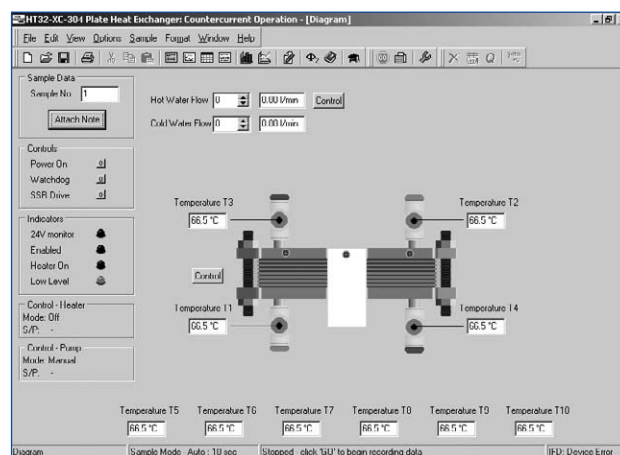 HT32-XC-304 Plate Heat Exchanger: Countercurrent Operation - [Diagram]
File Edit View Options Sample Format Window Help
Sample Data
Sample No. 1
Attach Note
Hot Water Flow 0 0.00 l/min Control
Cold Water Flow 0 0.00 l/min
Controls
Power On 0
Watchdog 0
SSR Drive 0
Indicators
24V monitor
Enabled
Heater On
Low Level
Control - Heater
Mode: Off
S/P: -
Control - Pump
Mode: Manual
S/P: -
Temperature T3
66.5 °C
Temperature T2
66.5 °C
Control
Temperature T1
66.5 °C
Temperature T4
66.5 °C
Temperature T5 Temperature T6 Temperature T7 Temperature T8 Temperature T9 Temperature T10
66.5 °C 66.5 °C 66.5 °C 66.5 °C 66.5 °C 66.5 °C
Diagram Sample Mode - Auto : 10 sec Stopped - click 'GO' to begin recording data IFD: Device Error